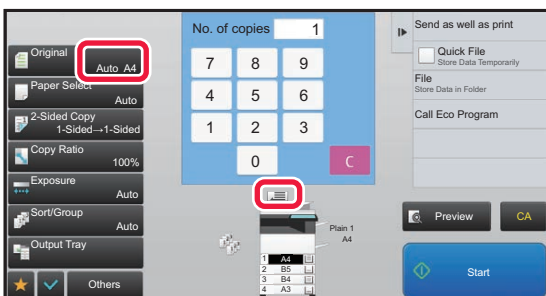 Original
Auto A4
Paper Select
Auto
2-Sided Copy
1-Sided→1-Sided
Copy Ratio
100%
Exposure
Auto
Sort/Group
Auto
Output Tray
Others
No. of copies 1
7 8 9
4 5 6
1 2 3
0 C
Plain 1
A4
1 A4
2 B5
3 B4
4 A3
Send as well as print
Quick File
Store Data Temporarily
File
Store Data in Folder
Call Eco Program
Preview
CA
Start